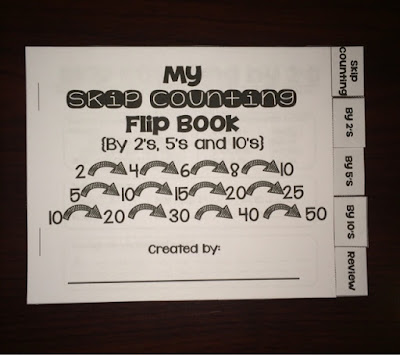 My
Skip Counting
Flip Book
{By 2's, 5's and 10's}
2 4 6 8 10
5 10 15 20 25
10 20 30 40 50
Created by:
Skip
counting
By 2's
By 5's
By 10's
Review